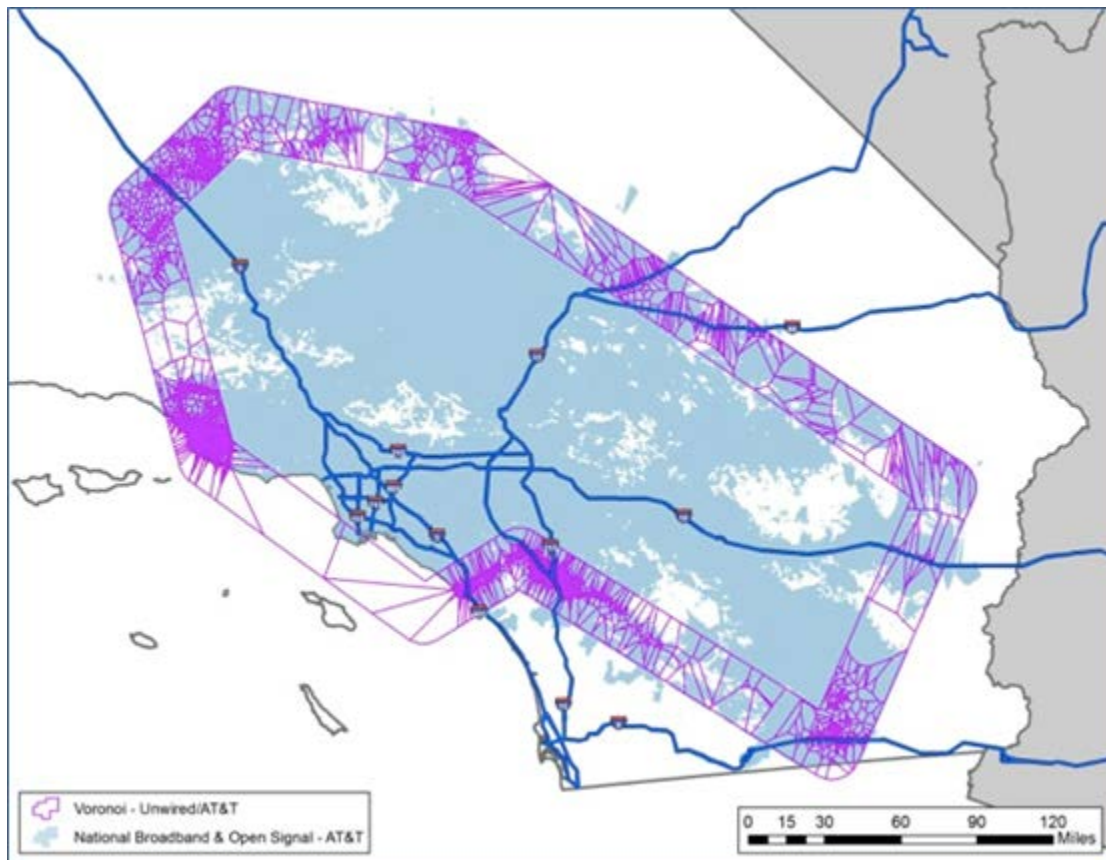 Voronoi - Unwired/AT&T
National Broadband & Open Signal - AT&T
0 15 30 60 90 120
Miles